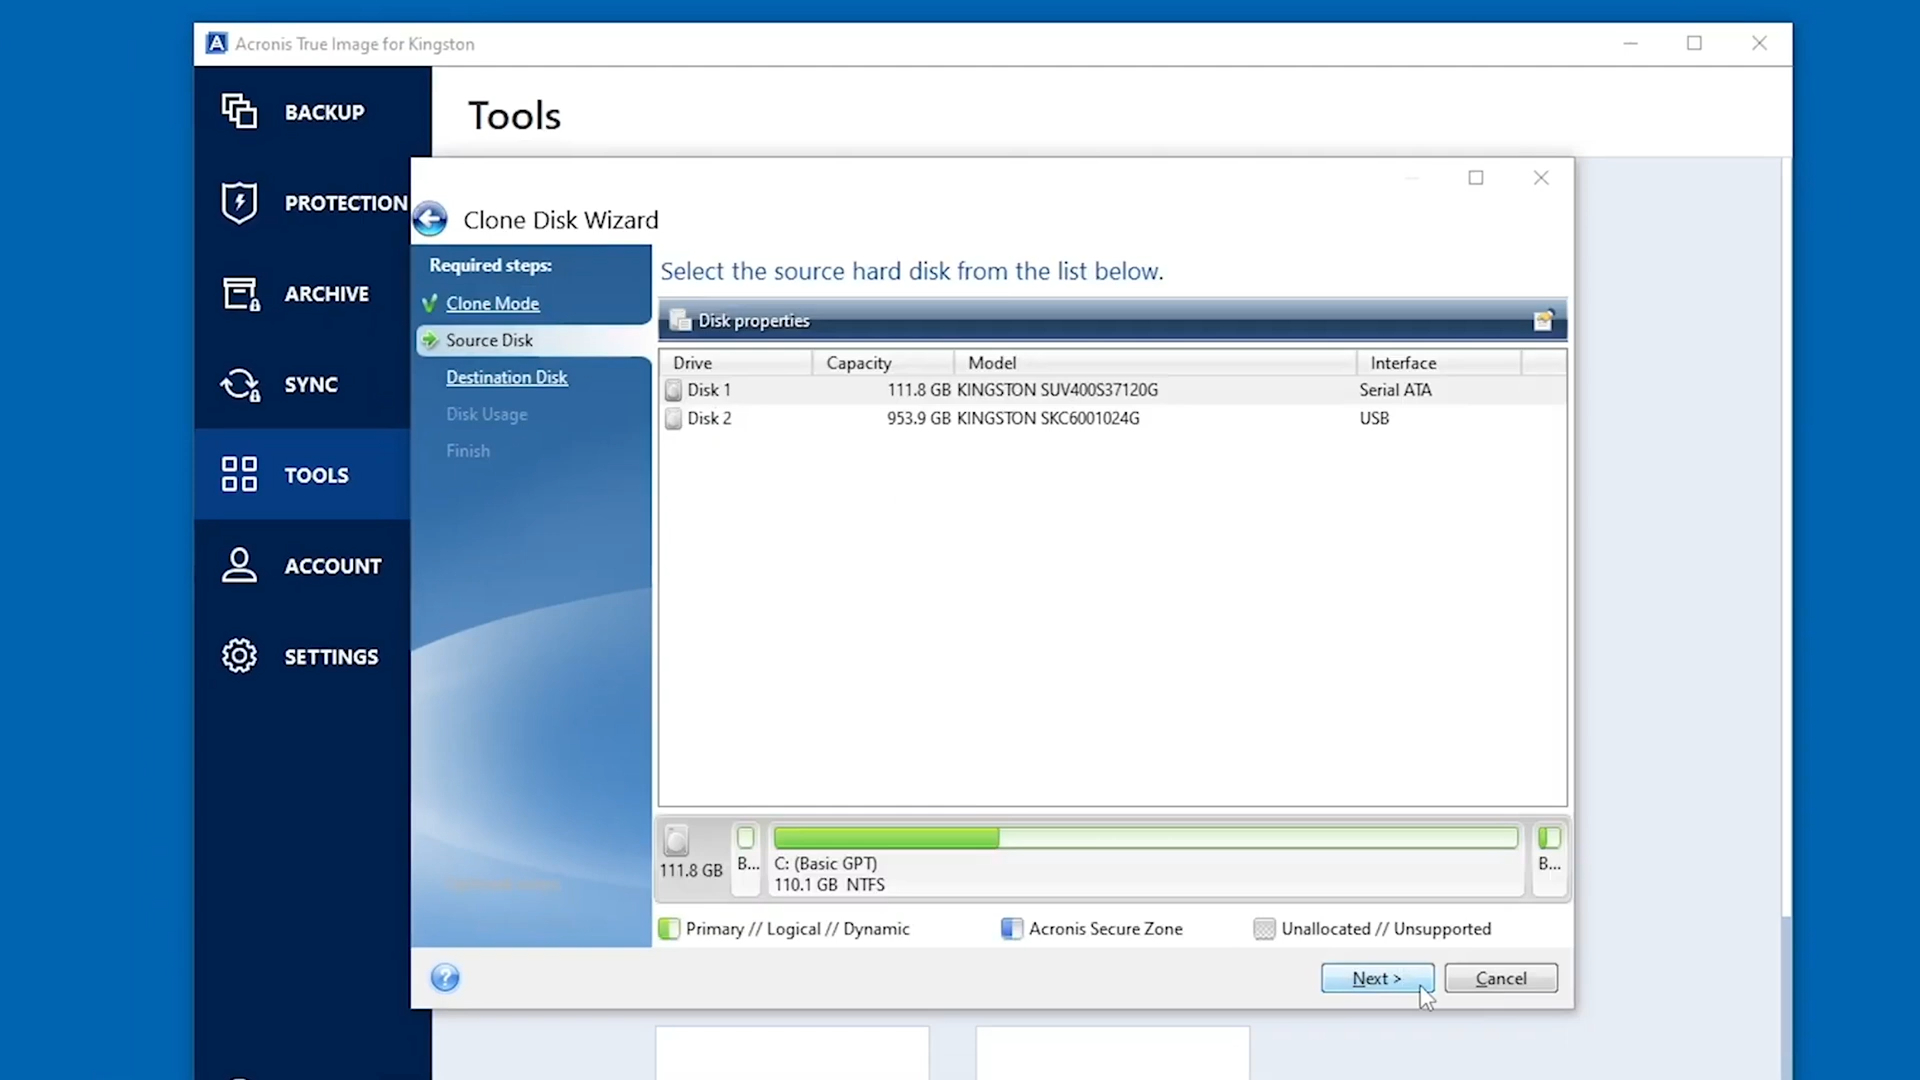 Acronis True Image for Kingston
BACKUP
PROTECTION
ARCHIVE
SYNC
TOOLS
ACCOUNT
SETTINGS
Tools
Clone Disk Wizard
Required steps:
Clone Mode
Source Disk
Destination Disk
Disk Usage
Finish
Select the source hard disk from the list below.
Disk properties
Drive Capacity Model Interface
Disk 1 111.8 GB KINGSTON SUV400S37120G Serial ATA
Disk 2 953.9 GB KINGSTON SKC6001024G USB
111.8 GB
B...
C: (Basic GPT)
110.1 GB NTFS
B...
Primary // Logical // Dynamic Acronis Secure Zone Unallocated // Unsupported
Next > Cancel